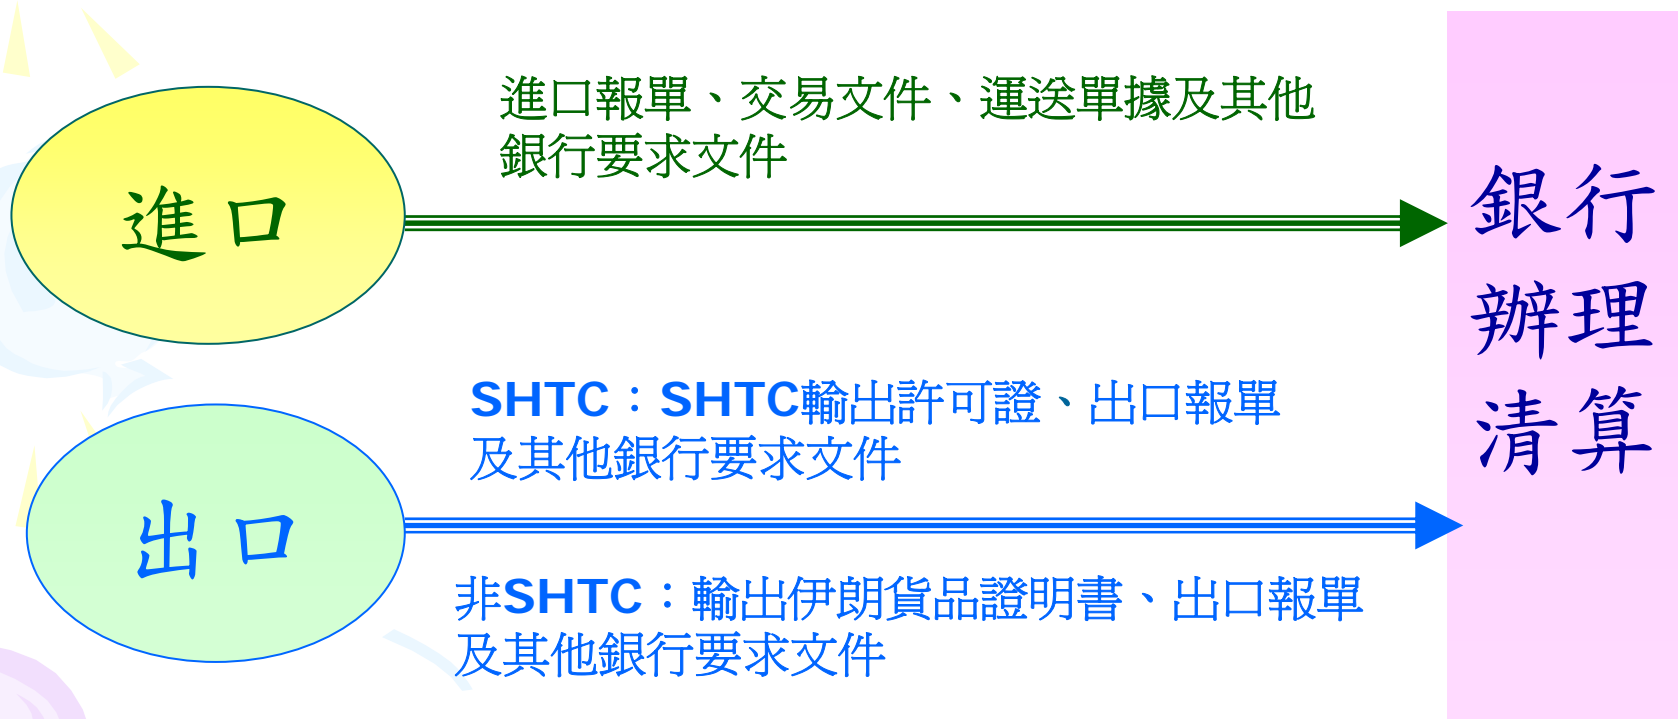 進口
進口報單、交易文件、運送單據及其他
銀行要求文件
出口
SHTC：SHTC輸出許可證、出口報單
及其他銀行要求文件
非SHTC：輸出伊朗貨品證明書、出口報單
及其他銀行要求文件
銀行
辦理
清算